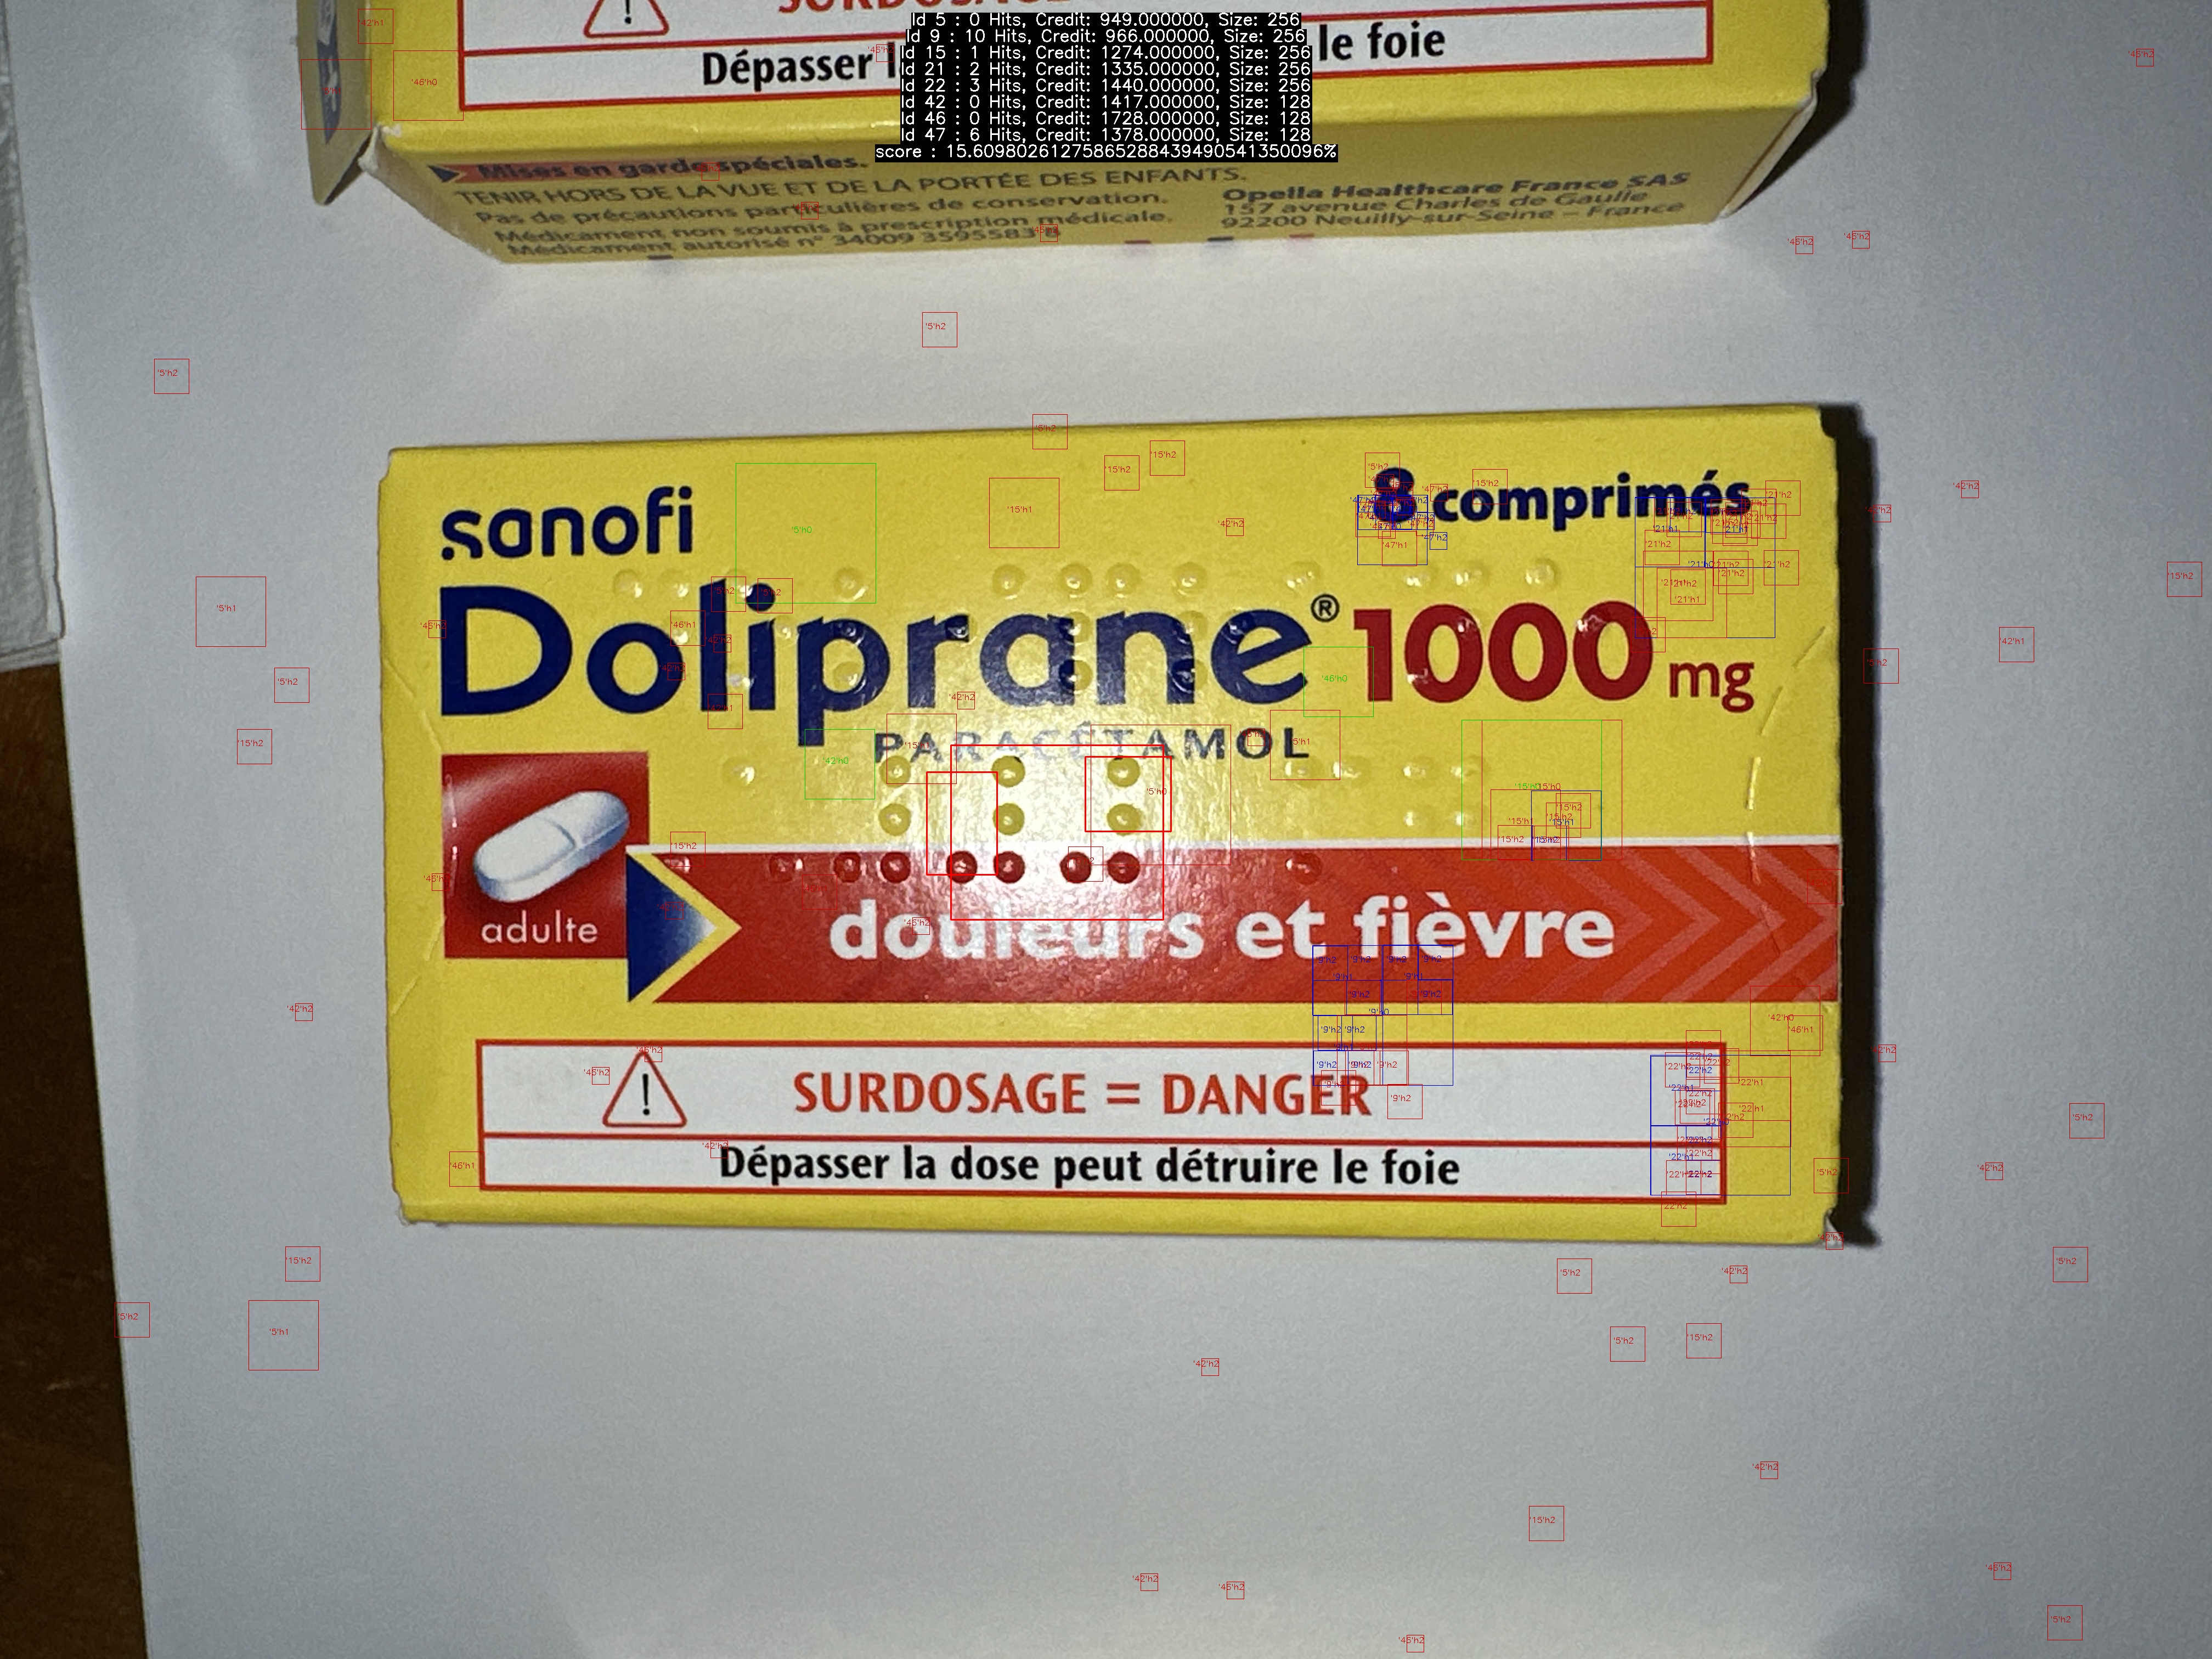 SURDOSAGE
Id 5 : 0 Hits, Credit: 949.000000, Size: 256
Id 9 : 10 Hits, Credit: 966.000000, Size: 256
Id 15 : 1 Hits, Credit: 1274.000000, Size: 256
Id 21 : 2 Hits, Credit: 1335.000000, Size: 256
Id 22 : 3 Hits, Credit: 1440.000000, Size: 256
Id 42 : 0 Hits, Credit: 1417.000000, Size: 128
Id 46 : 0 Hits, Credit: 1728.000000, Size: 128
Id 47 : 6 Hits, Credit: 1378.000000, Size: 128
score : 15.60980261275865288439490541350096%
Dépasser le foie
Mises en garde spéciales.
TENIR HORS DE LA VUE ET DE LA PORTÉE DES ENFANTS.
Pas de précautions particulières de conservation.
Médicament non soumis à prescription médicale.
Médicament autorisé n° 34009 3595583 8
Opella Healthcare France SAS
157 avenue Charles de Gaulle
92200 Neuilly-sur-Seine – France
sanofi
8 comprimés
Doliprane® 1000 mg
PARACÉTAMOL
adulte
douleurs et fièvre
! SURDOSAGE = DANGER
Dépasser la dose peut détruire le foie